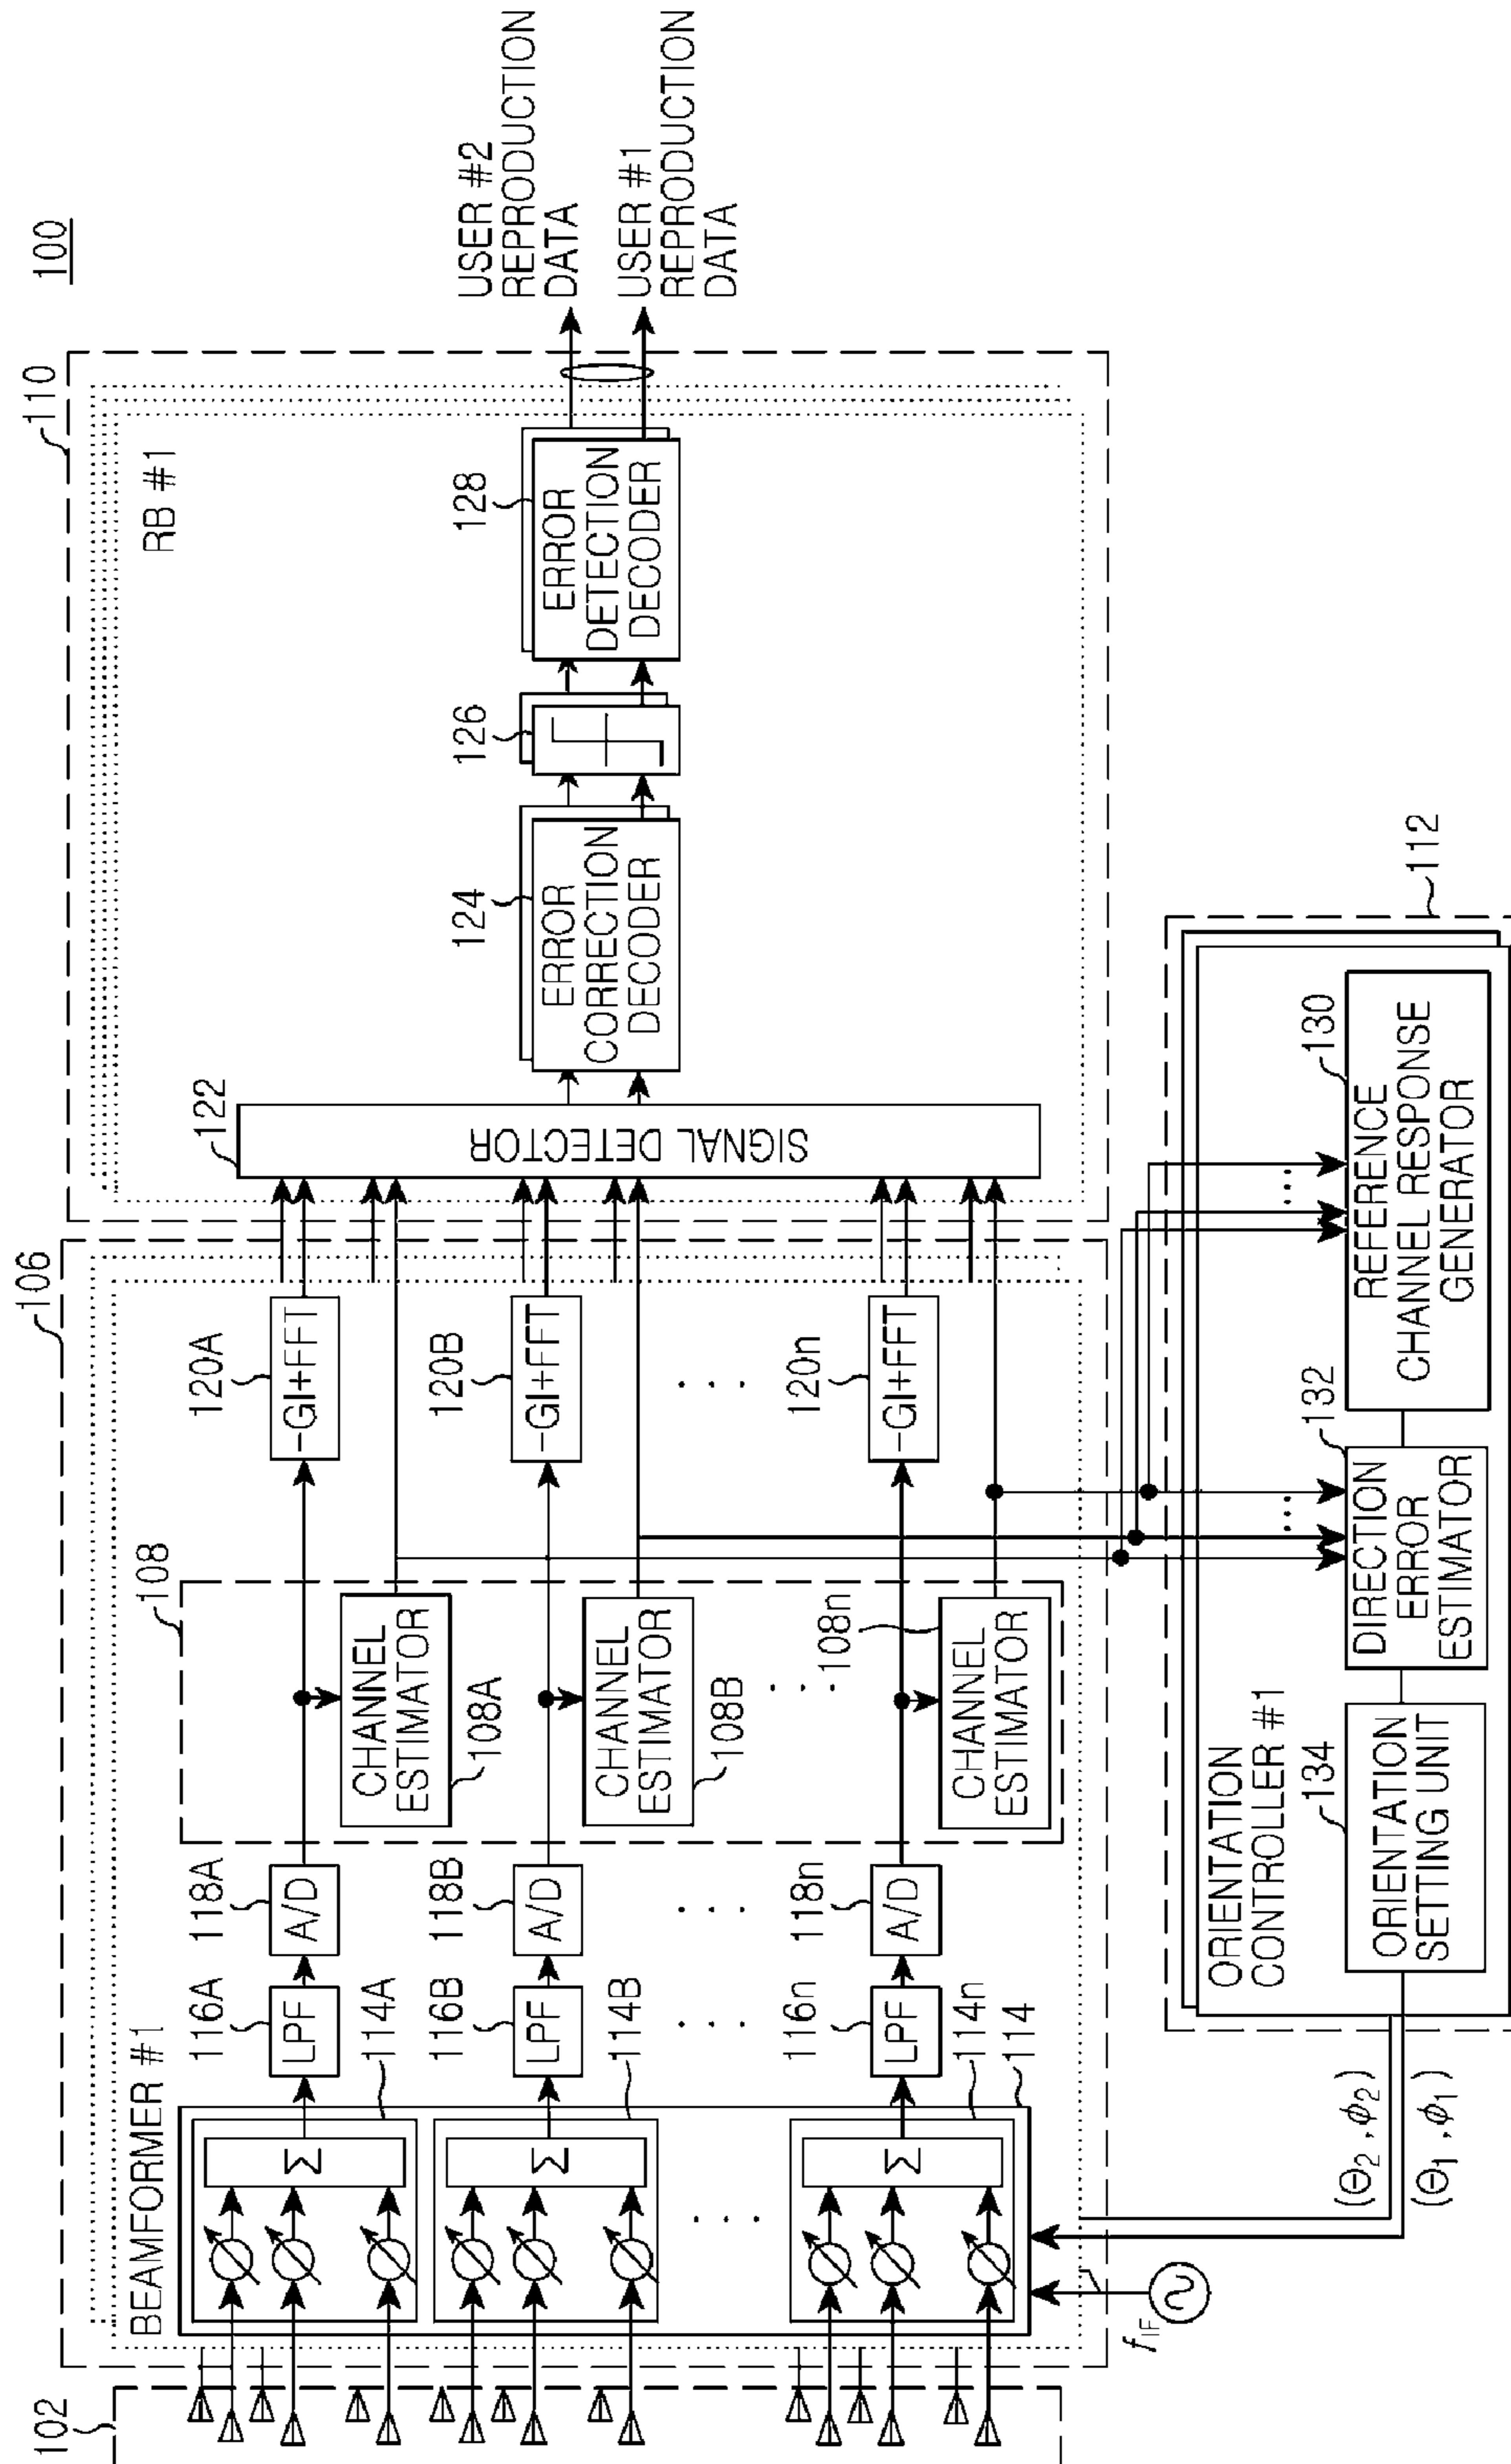 100
102
106
110
BEAMFORMER #1
RB #1
116A
118A
120A
LPF
A/D
-GI+FFT
Σ
114A
108
CHANNEL
ESTIMATOR
108A
116B
118B
120B
LPF
A/D
-GI+FFT
Σ
114B
CHANNEL
ESTIMATOR
108B
. . .
. . .
. . .
. . .
. . .
116n
118n
108n
120n
LPF
A/D
-GI+FFT
Σ
114n
114
CHANNEL
ESTIMATOR
122
SIGNAL DETECTOR
124
ERROR
CORRECTION
DECODER
126
128
ERROR
DETECTION
DECODER
USER #2
REPRODUCTION
DATA
USER #1
REPRODUCTION
DATA
fIF
(Θ2 ,ϕ2)
(Θ1 ,ϕ1)
ORIENTATION
CONTROLLER #1
112
134
ORIENTATION
SETTING UNIT
132
DIRECTION
ERROR
ESTIMATOR
130
REFERENCE
CHANNEL RESPONSE
GENERATOR
. . .
. . .